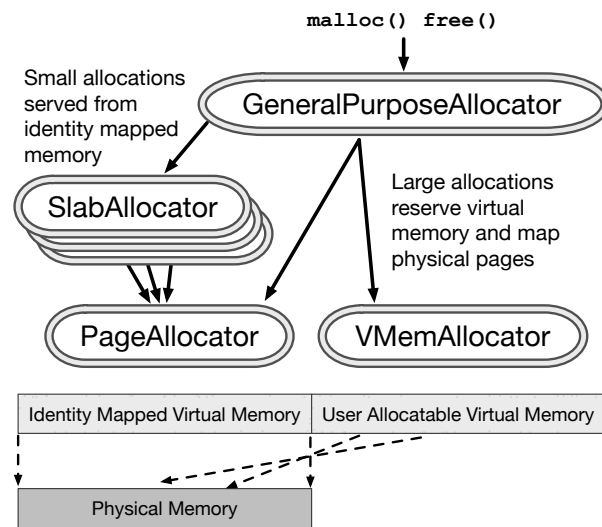 malloc() free()
Small allocations
served from
identity mapped
memory
GeneralPurposeAllocator
SlabAllocator
Large allocations
reserve virtual
memory and map
physical pages
PageAllocator
VMemAllocator
Identity Mapped Virtual Memory
User Allocatable Virtual Memory
Physical Memory